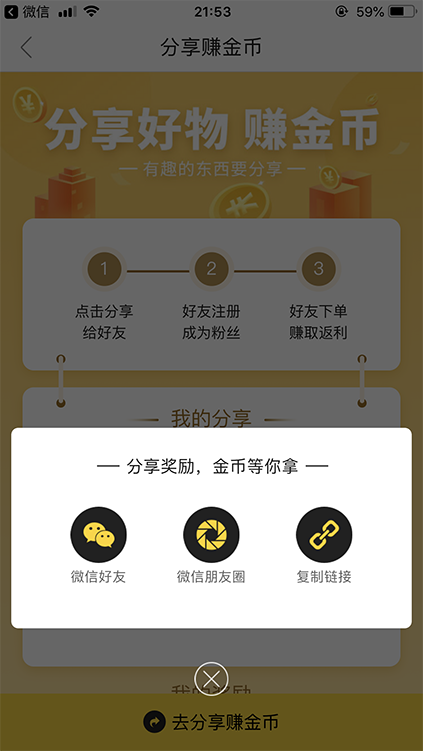 微信
21:53
59%
分享赚金币
分享好物 赚金币
有趣的东西要分享
1
2
3
点击分享
给好友
好友注册
成为粉丝
好友下单
赚取返利
我的分享
分享奖励，金币等你拿
微信好友
微信朋友圈
复制链接
我的奖励
去分享赚金币